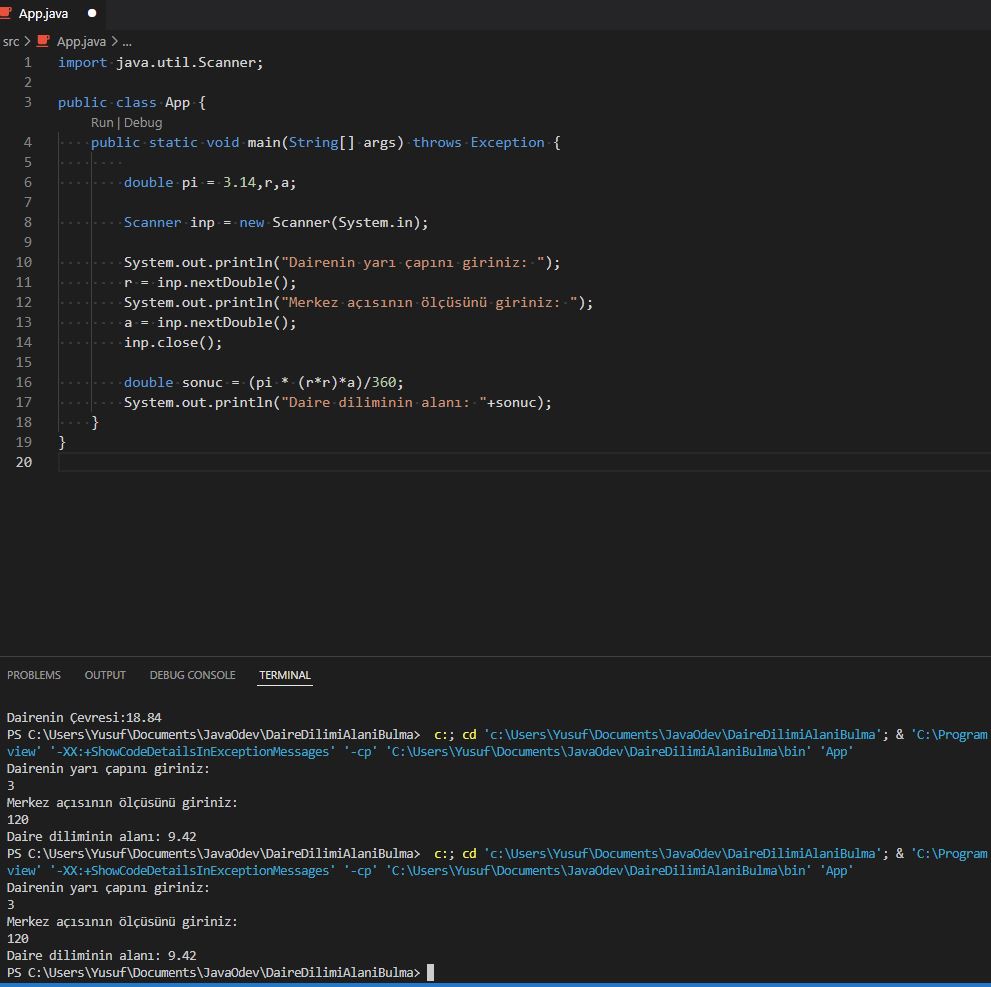 App.java
src > App.java > ...
1 import java.util.Scanner;
2
3 public class App {
Run | Debug
4 public static void main(String[] args) throws Exception {
5
6 double pi = 3.14,r,a;
7
8 Scanner inp = new Scanner(System.in);
9
10 System.out.println("Dairenin yarı çapını giriniz: ");
11 r = inp.nextDouble();
12 System.out.println("Merkez açısının ölçüsünü giriniz: ");
13 a = inp.nextDouble();
14 inp.close();
15
16 double sonuc = (pi * (r*r)*a)/360;
17 System.out.println("Daire diliminin alanı: "+sonuc);
18 }
19 }
20
PROBLEMS OUTPUT DEBUG CONSOLE TERMINAL
Dairenin Çevresi:18.84
PS C:\Users\Yusuf\Documents\JavaOdev\DaireDilimiAlaniBulma> c:; cd 'c:\Users\Yusuf\Documents\JavaOdev\DaireDilimiAlaniBulma'; & 'C:\Program
view' '-XX:+ShowCodeDetailsInExceptionMessages' '-cp' 'C:\Users\Yusuf\Documents\JavaOdev\DaireDilimiAlaniBulma\bin' 'App'
Dairenin yarı çapını giriniz:
3
Merkez açısının ölçüsünü giriniz:
120
Daire diliminin alanı: 9.42
PS C:\Users\Yusuf\Documents\JavaOdev\DaireDilimiAlaniBulma> c:; cd 'c:\Users\Yusuf\Documents\JavaOdev\DaireDilimiAlaniBulma'; & 'C:\Program
view' '-XX:+ShowCodeDetailsInExceptionMessages' '-cp' 'C:\Users\Yusuf\Documents\JavaOdev\DaireDilimiAlaniBulma\bin' 'App'
Dairenin yarı çapını giriniz:
3
Merkez açısının ölçüsünü giriniz:
120
Daire diliminin alanı: 9.42
PS C:\Users\Yusuf\Documents\JavaOdev\DaireDilimiAlaniBulma>